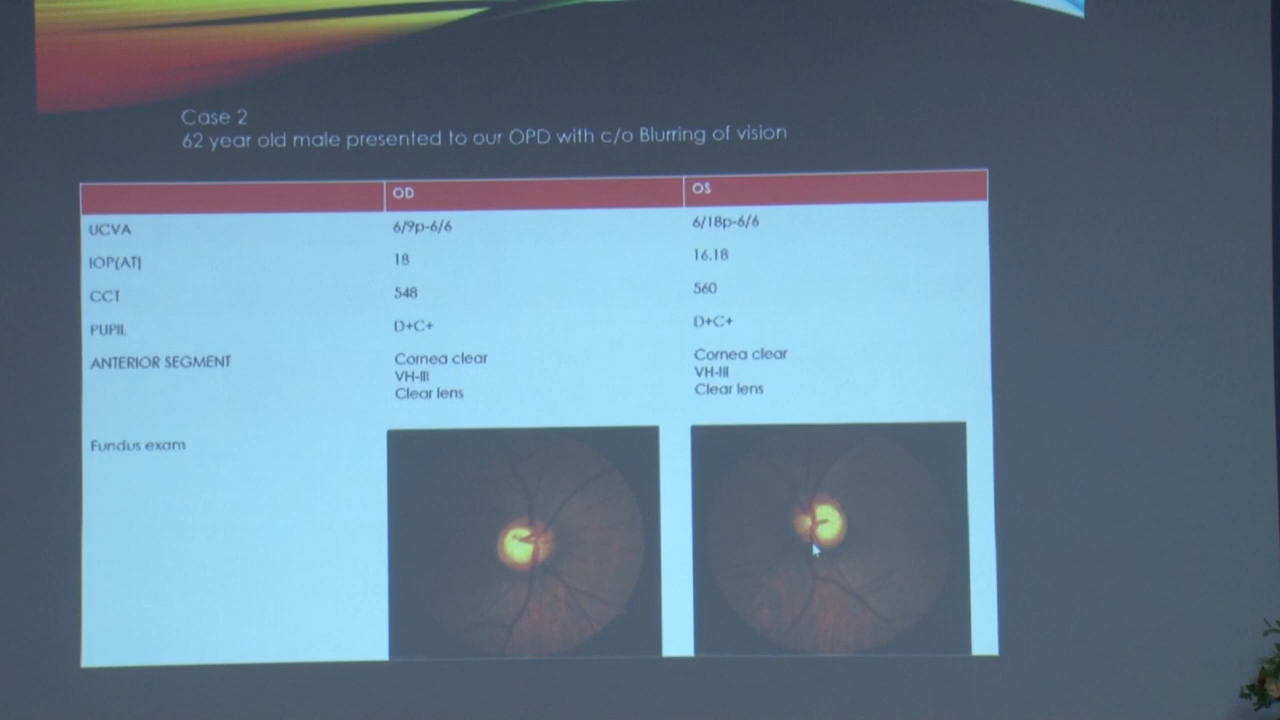 Case 2
62 year old male presented to our OPD with c/o Blurring of vision
OD OS
UCVA 6/9p-6/6 6/18p-6/6
IOP(AT) 18 16.18
CCT 548 560
PUPIL D+C+ D+C+
ANTERIOR SEGMENT Cornea clear Cornea clear
VH-III VH-III
Clear lens Clear lens
Fundus exam